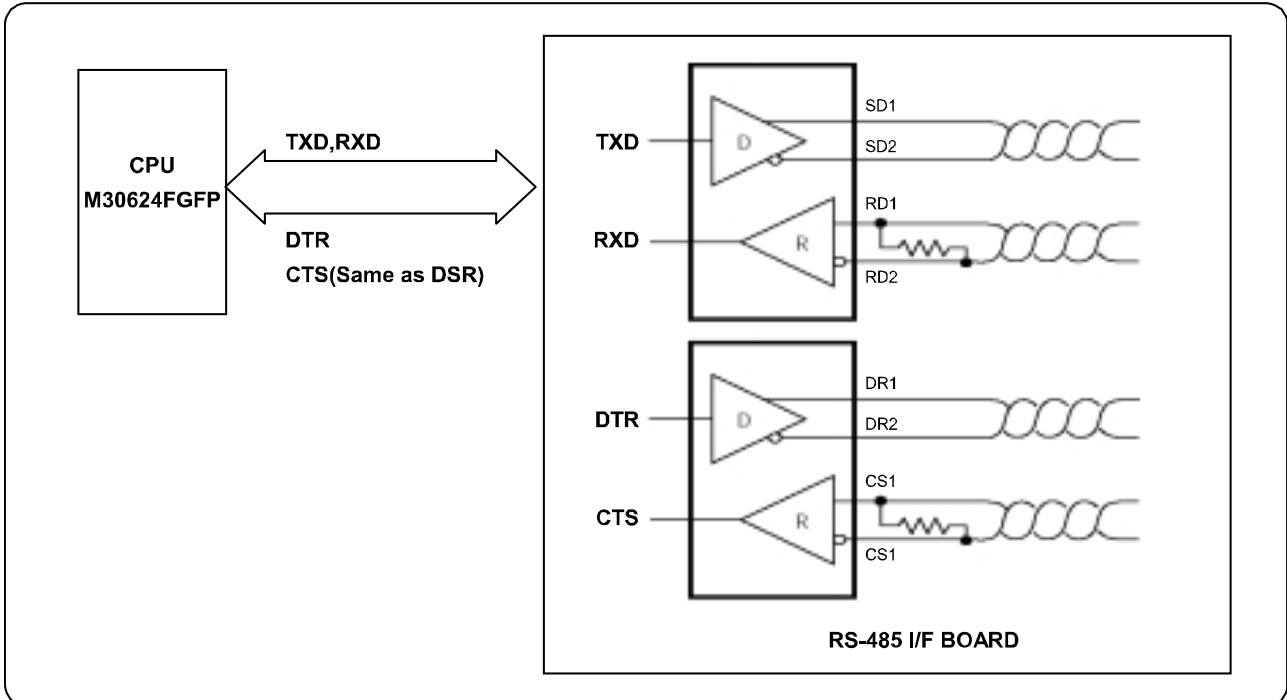 CPU
M30624FGFP
TXD,RXD
DTR
CTS(Same as DSR)
TXD
D
SD1
SD2
RXD
R
RD1
RD2
DTR
D
DR1
DR2
CTS
R
CS1
CS1
RS-485 I/F BOARD